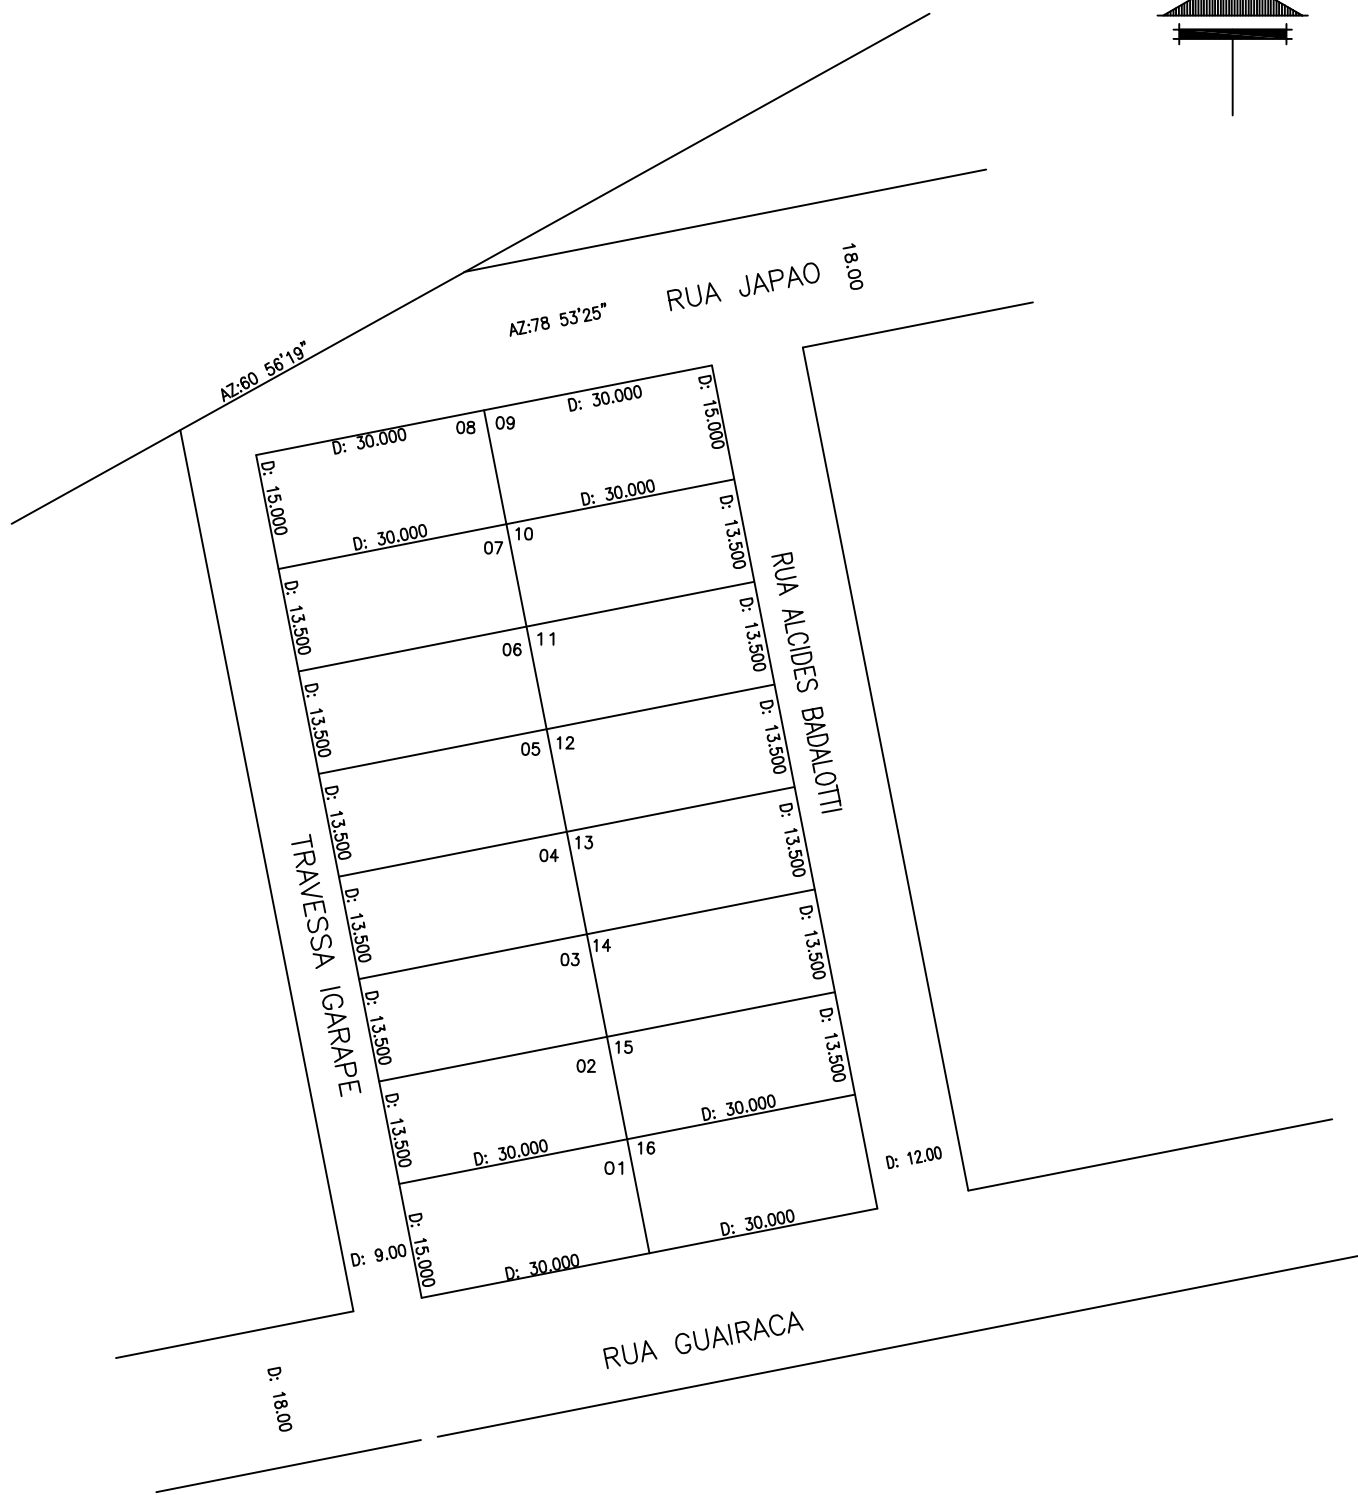 18.00
RUA JAPAO
AZ:78 53'25"
AZ:60 56'19"
D: 30.000
D: 15.000
08
09
D: 30.000
D: 15.000
D: 30.000
D: 30.000
07
10
D: 13.500
D: 13.500
RUA ALCIDES BADALOTTI
06
11
D: 13.500
D: 13.500
05
12
D: 13.500
D: 13.500
04
13
D: 13.500
D: 13.500
TRAVESSA IGARAPE
03
14
D: 13.500
D: 13.500
02
15
D: 13.500
D: 13.500
D: 30.000
D: 30.000
01
16
D: 12.00
D: 9.00
D: 15.000
D: 30.000
D: 30.000
RUA GUAIRACA
D: 18.00